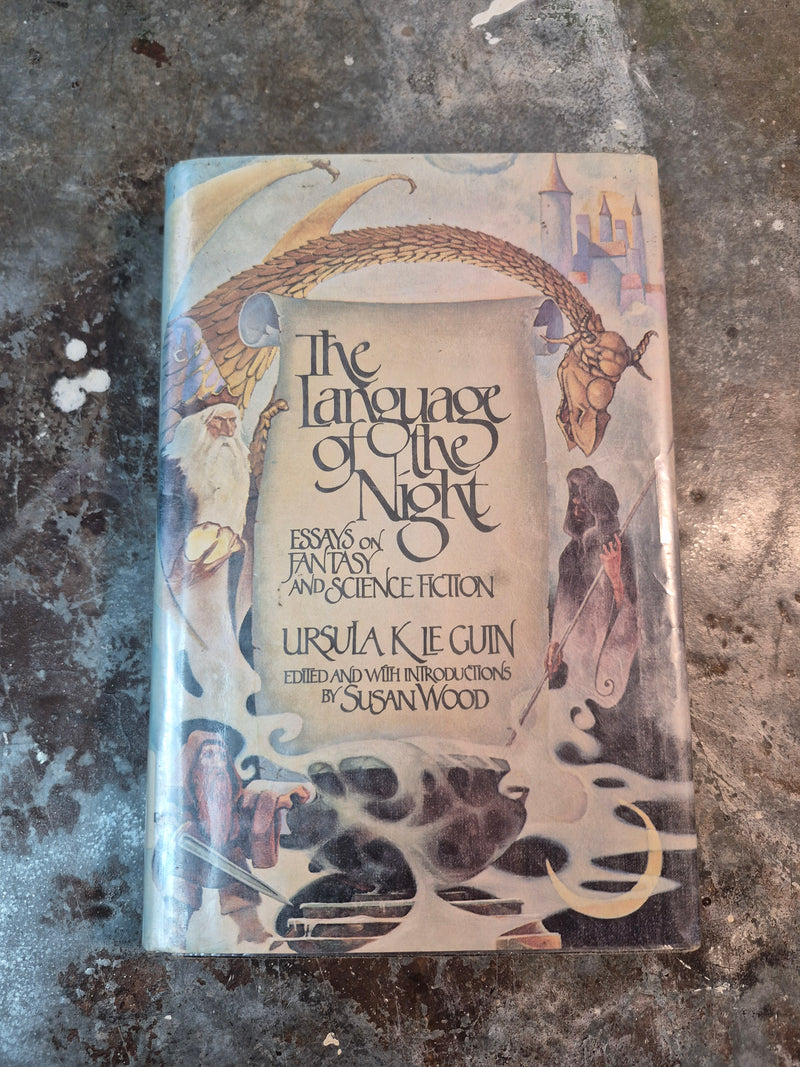 The
Language
of the
Night
ESSAYS ON
FANTASY
AND SCIENCE FICTION
URSULA K. LE GUIN
EDITED AND WITH INTRODUCTIONS
BY SUSAN WOOD